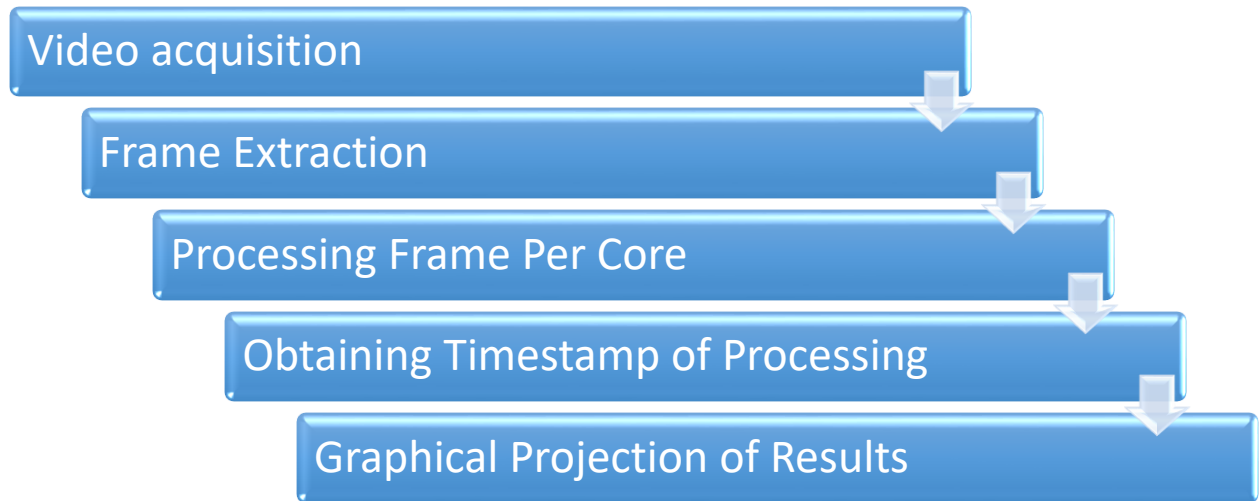 Video acquisition
Frame Extraction
Processing Frame Per Core
Obtaining Timestamp of Processing
Graphical Projection of Results